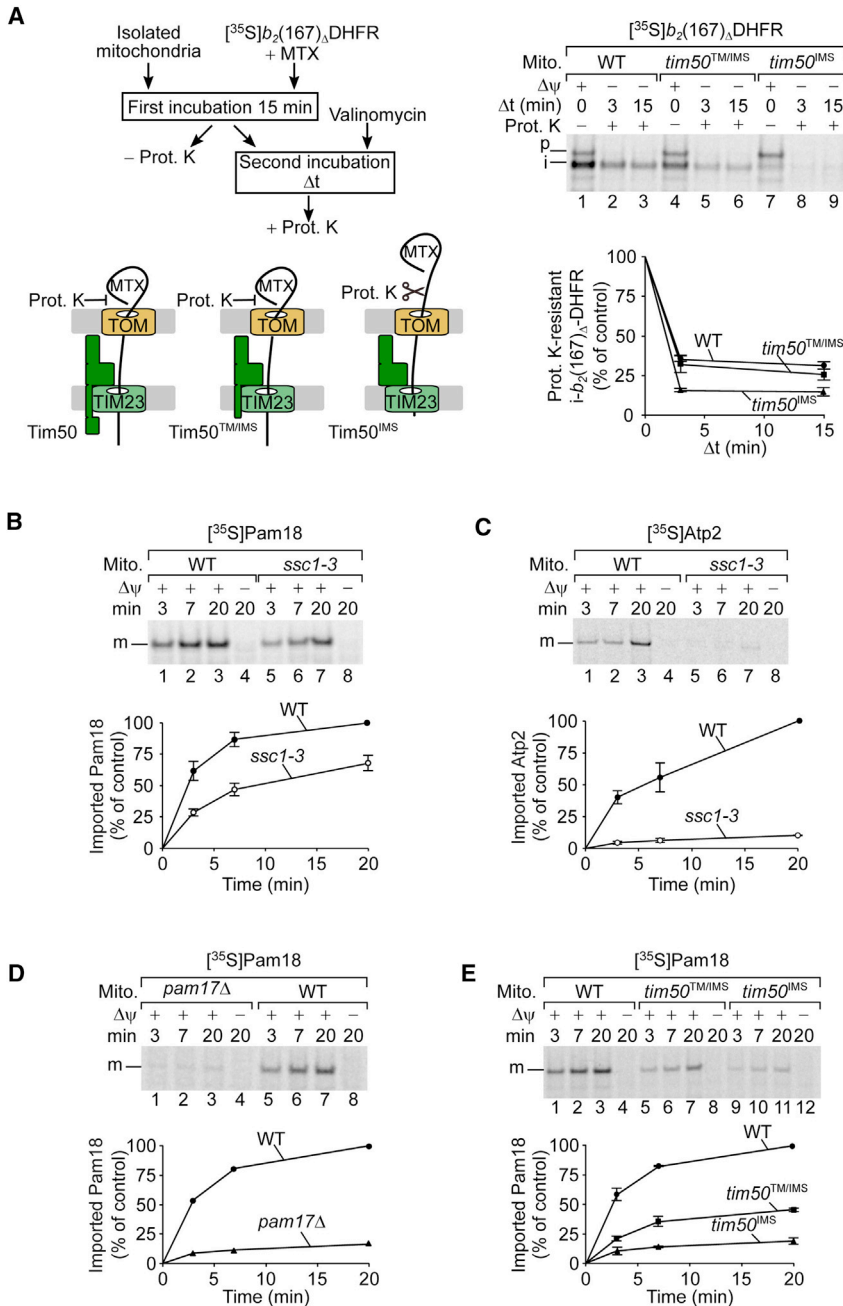 A
Isolated mitochondria
[³⁵S]b₂(167)ΔDHFR + MTX
First incubation 15 min
Valinomycin
– Prot. K
Second incubation Δt
+ Prot. K
MTX
Prot. K
TOM
TIM23
Tim50
MTX
Prot. K
TOM
TIM23
Tim50ᵀᴹ/ᴵᴹˢ
MTX
Prot. K
TOM
TIM23
Tim50ᴵᴹˢ
[³⁵S]b₂(167)ΔDHFR
Mito. WT tim50ᵀᴹ/ᴵᴹˢ tim50ᴵᴹˢ
Δψ + – – + – – + – –
Δt (min) 0 3 15 0 3 15 0 3 15
Prot. K – + + – + + – + +
p
i
1 2 3 4 5 6 7 8 9
Prot. K-resistant i-b₂(167)Δ-DHFR (% of control)
100
75
50
25
0
WT
tim50ᵀᴹ/ᴵᴹˢ
tim50ᴵᴹˢ
0 5 10 15
Δt (min)
B
[³⁵S]Pam18
Mito. WT ssc1-3
Δψ + + + – + + + –
min 3 7 20 20 3 7 20 20
m
1 2 3 4 5 6 7 8
Imported Pam18 (% of control)
100
75
50
25
0
WT
ssc1-3
0 5 10 15 20
Time (min)
C
[³⁵S]Atp2
Mito. WT ssc1-3
Δψ + + + – + + + –
min 3 7 20 20 3 7 20 20
m
1 2 3 4 5 6 7 8
Imported Atp2 (% of control)
100
75
50
25
0
WT
ssc1-3
0 5 10 15 20
Time (min)
D
[³⁵S]Pam18
Mito. pam17Δ WT
Δψ + + + – + + + –
min 3 7 20 20 3 7 20 20
m
1 2 3 4 5 6 7 8
Imported Pam18 (% of control)
100
75
50
25
0
WT
pam17Δ
0 5 10 15 20
Time (min)
E
[³⁵S]Pam18
Mito. WT tim50ᵀᴹ/ᴵᴹˢ tim50ᴵᴹˢ
Δψ + + + – + + + – + + + –
min 3 7 20 20 3 7 20 20 3 7 20 20
m
1 2 3 4 5 6 7 8 9 10 11 12
Imported Pam18 (% of control)
100
75
50
25
0
WT
tim50ᵀᴹ/ᴵᴹˢ
tim50ᴵᴹˢ
0 5 10 15 20
Time (min)